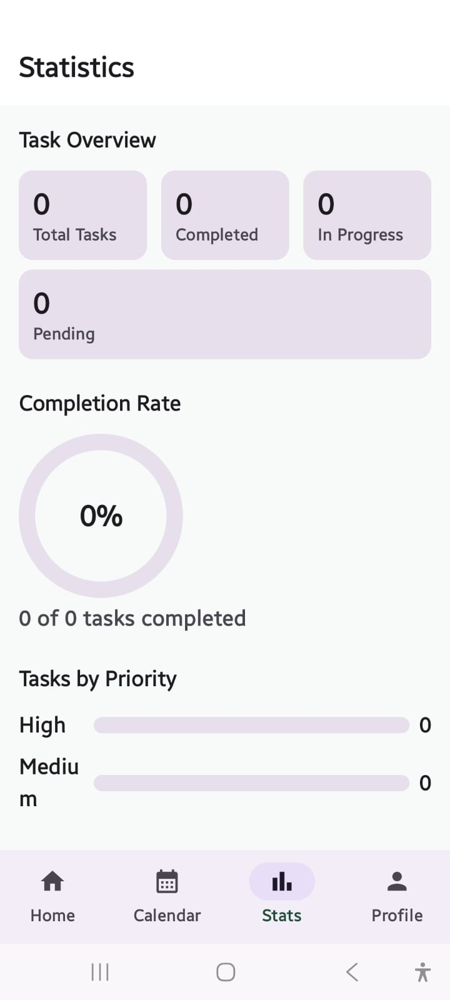 Statistics
Task Overview
0
Total Tasks
0
Completed
0
In Progress
0
Pending
Completion Rate
0%
0 of 0 tasks completed
Tasks by Priority
High
0
Mediu
m
0
Home
Calendar
Stats
Profile